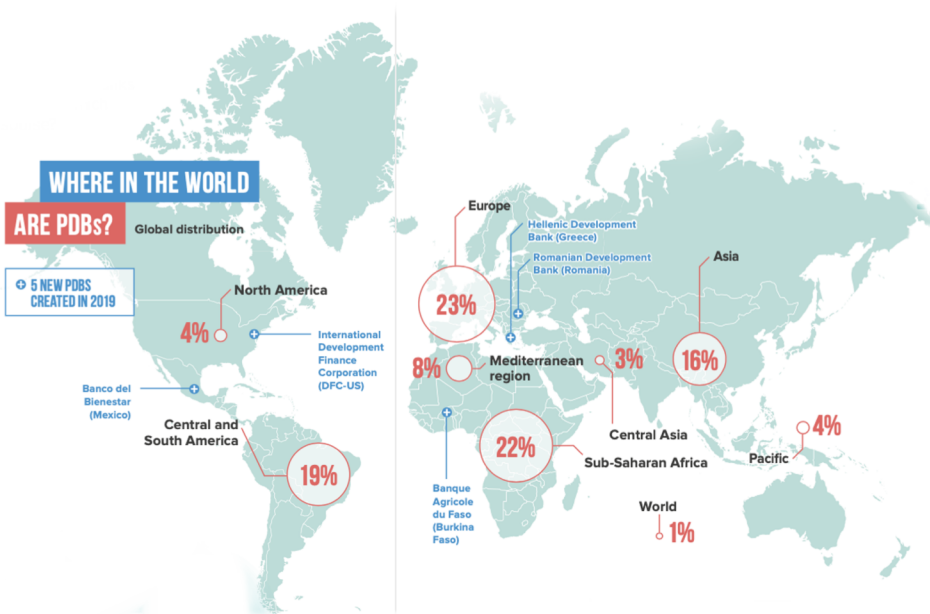 WHERE IN THE WORLD
ARE PDBs?
Global distribution
5 NEW PDBS
CREATED IN 2019
North America
4%
International
Development
Finance
Corporation
(DFC-US)
Banco del
Bienestar
(Mexico)
Central and
South America
19%
Europe
23%
Hellenic Development
Bank (Greece)
Romanian Development
Bank (Romania)
Asia
16%
8%
Mediterranean
region
3%
Central Asia
4%
Pacific
22%
Sub-Saharan Africa
Banque
Agricole
du Faso
(Burkina
Faso)
World
1%